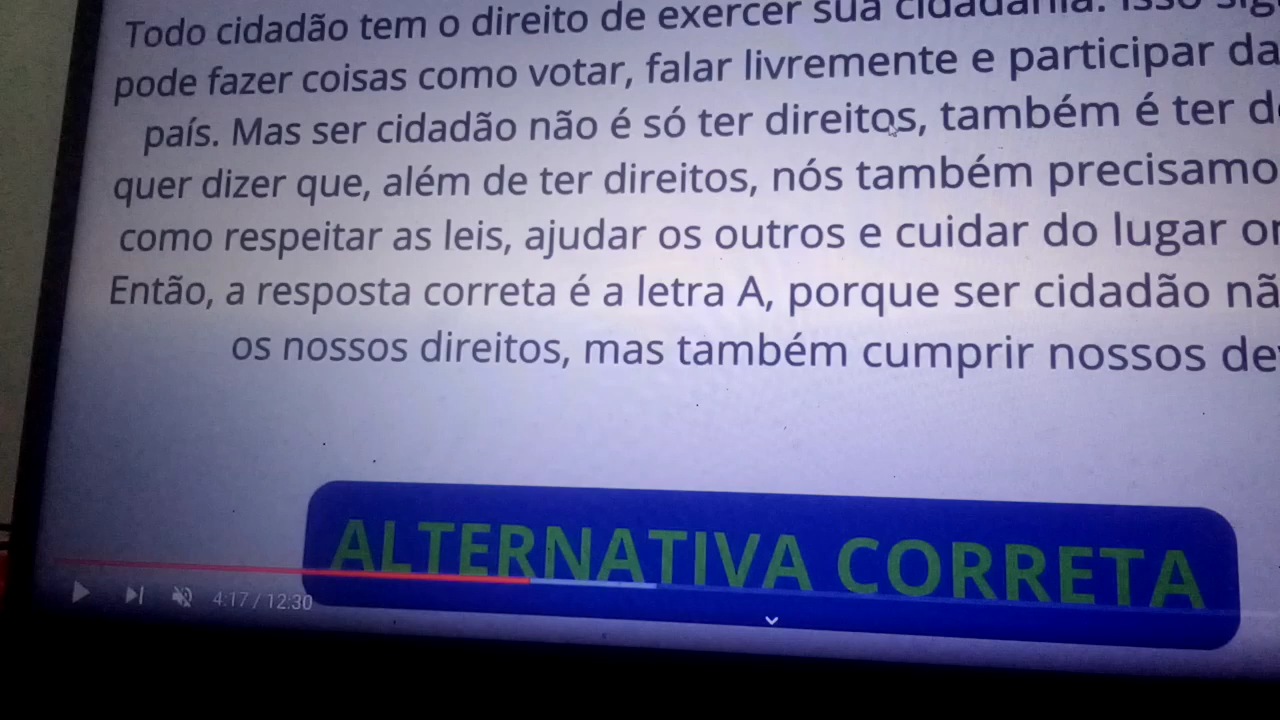 Todo cidadão tem o direito de exercer sua cidadania. Isso
pode fazer coisas como votar, falar livremente e participar da
país. Mas ser cidadão não é só ter direitos, também é ter
quer dizer que, além de ter direitos, nós também
como respeitar as leis, ajudar os outros e cuidar do lugar
Então, a resposta correta é a letra A, porque ser cidadão
os nossos direitos, mas também cumprir nossos
ALTERNATIVA CORRETA
4:17 / 12:30